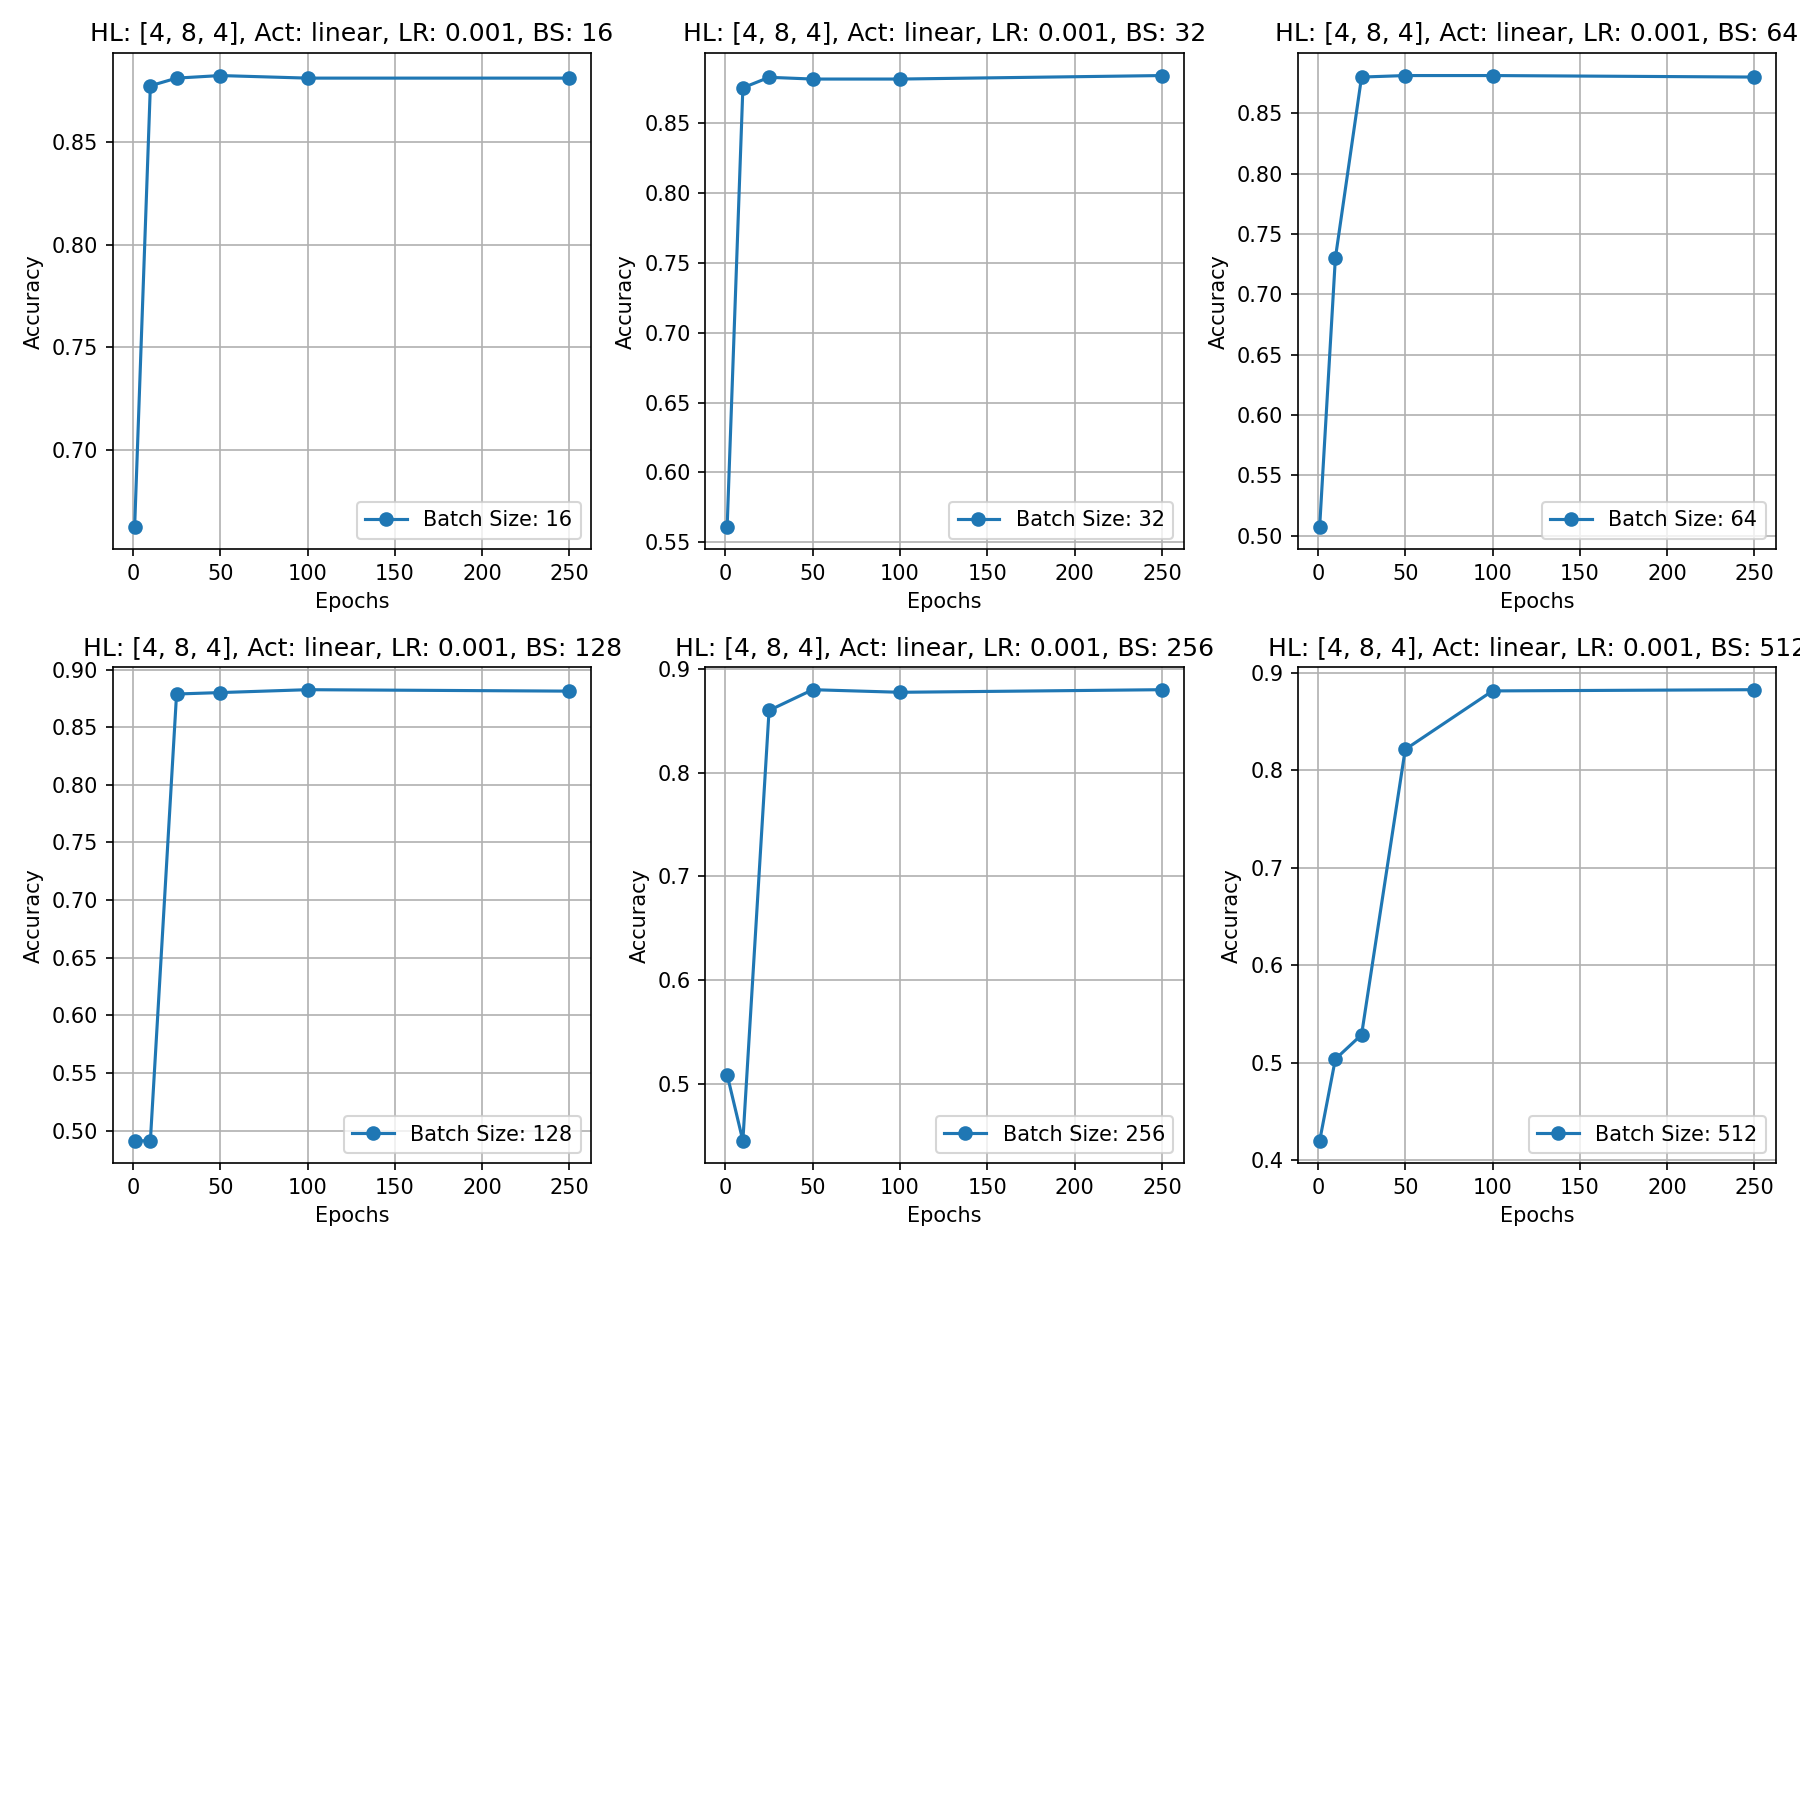 HL: [4, 8, 4], Act: linear, LR: 0.001, BS: 16
Accuracy
0.85
0.80
0.75
0.70
Batch Size: 16
0 50 100 150 200 250
Epochs
HL: [4, 8, 4], Act: linear, LR: 0.001, BS: 32
Accuracy
0.85
0.80
0.75
0.70
0.65
0.60
0.55
Batch Size: 32
0 50 100 150 200 250
Epochs
HL: [4, 8, 4], Act: linear, LR: 0.001, BS: 64
Accuracy
0.85
0.80
0.75
0.70
0.65
0.60
0.55
0.50
Batch Size: 64
0 50 100 150 200 250
Epochs
HL: [4, 8, 4], Act: linear, LR: 0.001, BS: 128
Accuracy
0.90
0.85
0.80
0.75
0.70
0.65
0.60
0.55
0.50
Batch Size: 128
0 50 100 150 200 250
Epochs
HL: [4, 8, 4], Act: linear, LR: 0.001, BS: 256
Accuracy
0.9
0.8
0.7
0.6
0.5
Batch Size: 256
0 50 100 150 200 250
Epochs
HL: [4, 8, 4], Act: linear, LR: 0.001, BS: 512
Accuracy
0.9
0.8
0.7
0.6
0.5
0.4
Batch Size: 512
0 50 100 150 200 250
Epochs